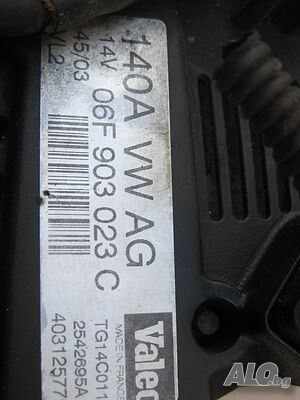 140A VW AG Valeo
14V 06F 903 023 C
MADE IN FRANCE
45/03 TG14C011
VL2 2542695A
40312577
ALO.bg